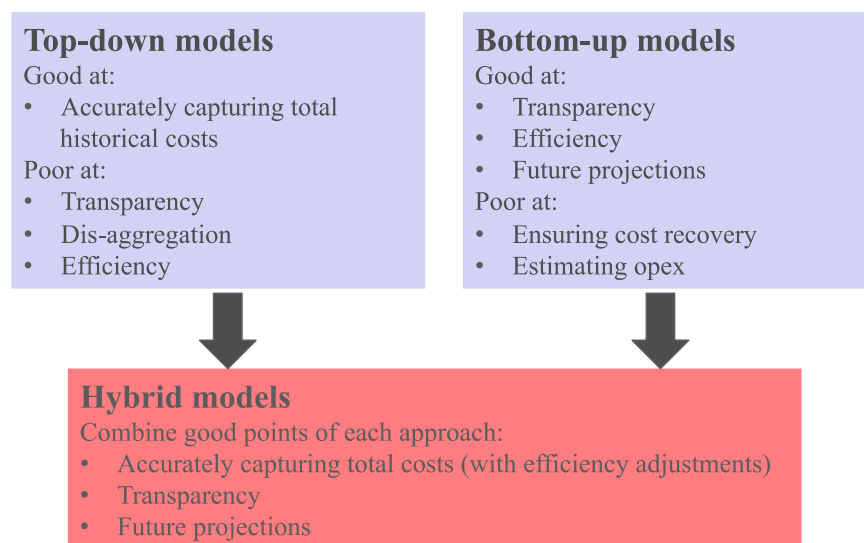 Top-down models
Good at:
• Accurately capturing total
historical costs
Poor at:
• Transparency
• Dis-aggregation
• Efficiency
Bottom-up models
Good at:
• Transparency
• Efficiency
• Future projections
Poor at:
• Ensuring cost recovery
• Estimating opex
Hybrid models
Combine good points of each approach:
• Accurately capturing total costs (with efficiency adjustments)
• Transparency
• Future projections